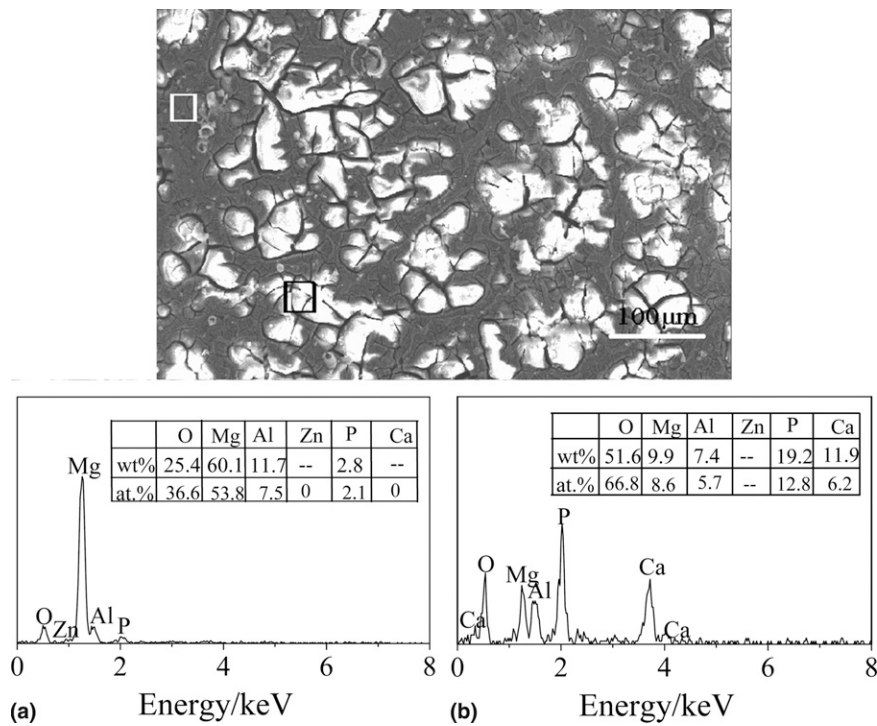 100μm
O Mg Al Zn P Ca
wt% 25.4 60.1 11.7 -- 2.8 --
at.% 36.6 53.8 7.5 0 2.1 0
Mg
O
Zn
Al
P
0 2 4 6 8
Energy/keV
(a)
O Mg Al Zn P Ca
wt% 51.6 9.9 7.4 -- 19.2 11.9
at.% 66.8 8.6 5.7 -- 12.8 6.2
P
O
Ca
Mg
Al
Ca
Ca
0 2 4 6 8
Energy/keV
(b)